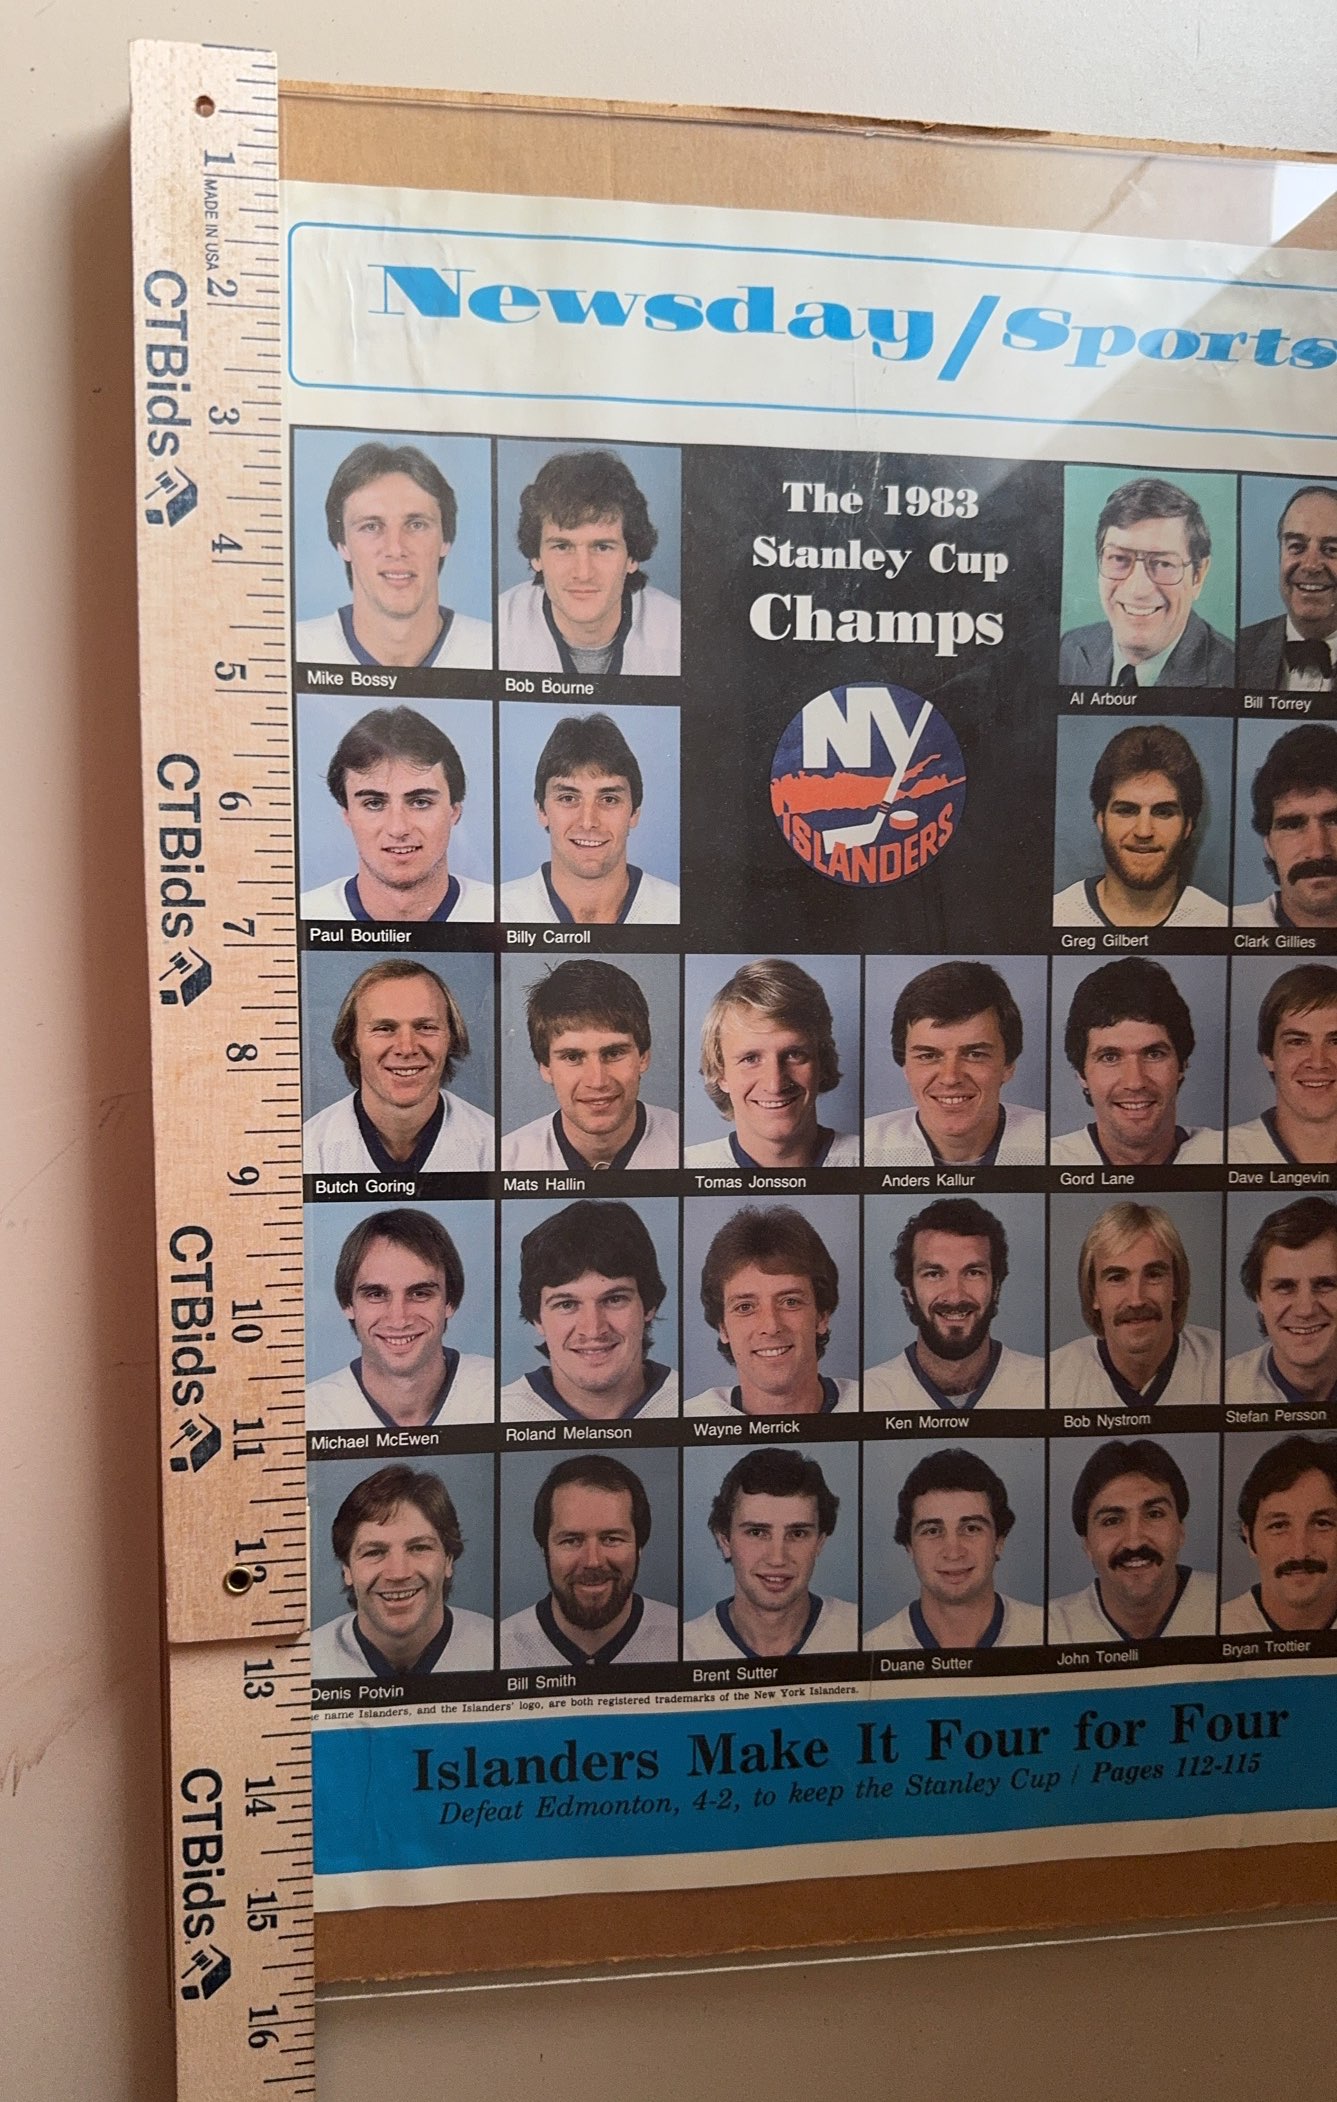 1
MADE IN USA
2
3
4
5
6
7
8
9
10
11
12
13
14
15
16
CTBids
CTBids
CTBids
CTBids
Newsday/Sports
The 1983
Stanley Cup
Champs
NY
ISLANDERS
Mike Bossy
Bob Bourne
Al Arbour
Bill Torrey
Paul Boutilier
Billy Carroll
Greg Gilbert
Clark Gillies
Butch Goring
Mats Hallin
Tomas Jonsson
Anders Kallur
Gord Lane
Dave Langevin
Michael McEwen
Roland Melanson
Wayne Merrick
Ken Morrow
Bob Nystrom
Stefan Persson
Denis Potvin
Bill Smith
Brent Sutter
Duane Sutter
John Tonelli
Bryan Trottier
name Islanders, and the Islanders' logo, are both registered trademarks of the New York Islanders.
Islanders Make It Four for Four
Defeat Edmonton, 4-2, to keep the Stanley Cup / Pages 112-115